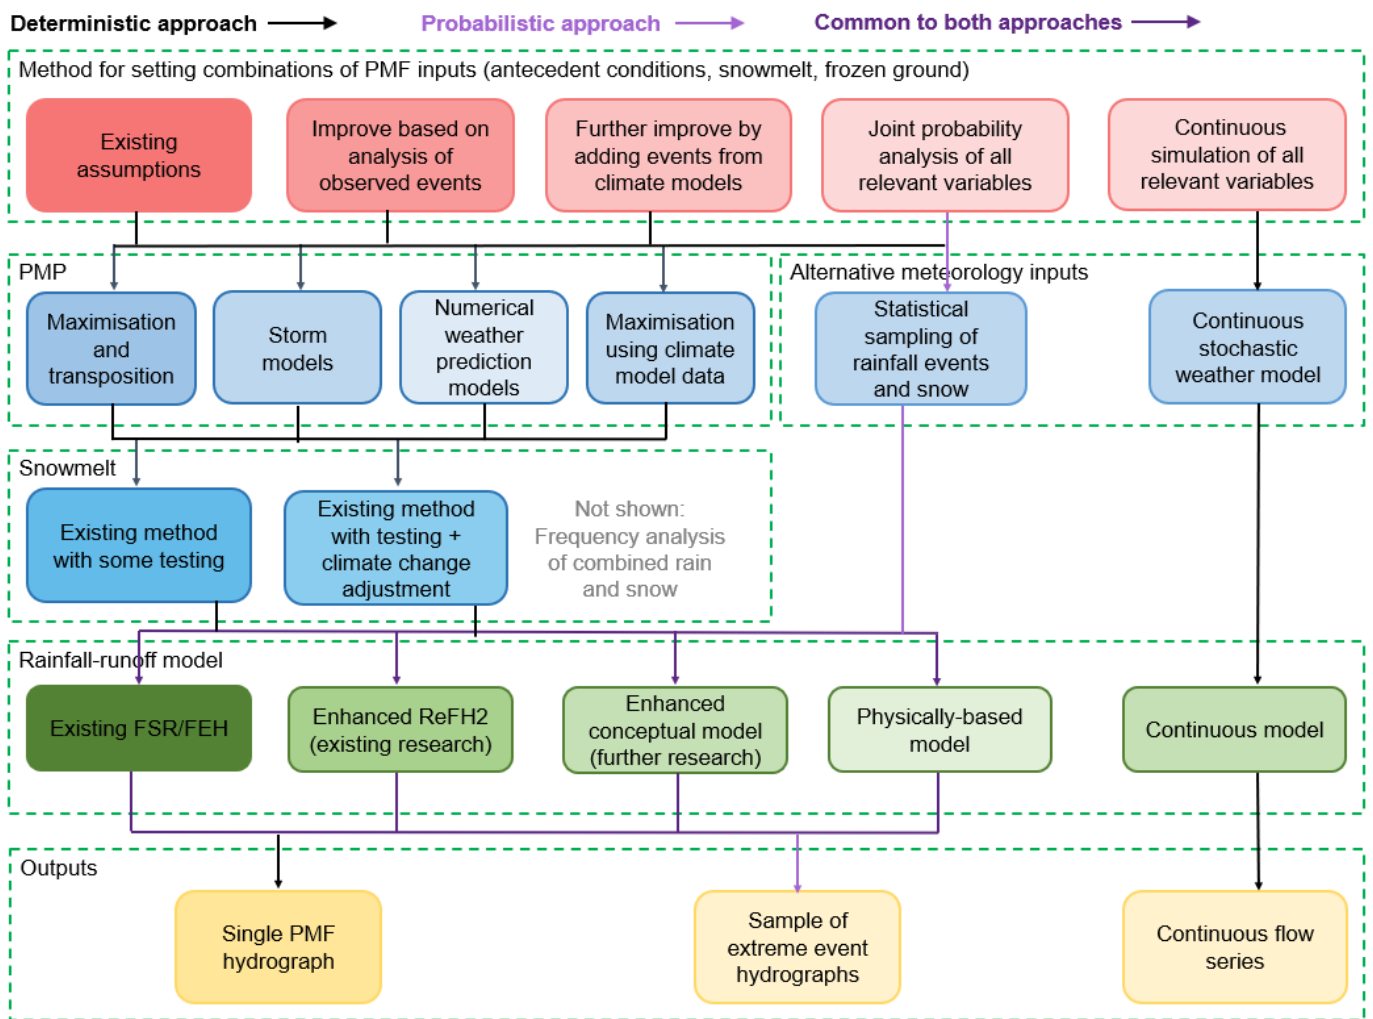 Deterministic approach
Probabilistic approach
Common to both approaches
Method for setting combinations of PMF inputs (antecedent conditions, snowmelt, frozen ground)
Existing
assumptions
Improve based on
analysis of
observed events
Further improve by
adding events from
climate models
Joint probability
analysis of all
relevant variables
Continuous
simulation of all
relevant variables
PMP
Maximisation
and
transposition
Storm
models
Numerical
weather
prediction
models
Maximisation
using climate
model data
Alternative meteorology inputs
Statistical
sampling of
rainfall events
and snow
Continuous
stochastic
weather model
Snowmelt
Existing method
with some testing
Existing method
with testing +
climate change
adjustment
Not shown:
Frequency analysis
of combined rain
and snow
Rainfall-runoff model
Existing FSR/FEH
Enhanced ReFH2
(existing research)
Enhanced
conceptual model
(further research)
Physically-based
model
Continuous model
Outputs
Single PMF
hydrograph
Sample of
extreme event
hydrographs
Continuous flow
series